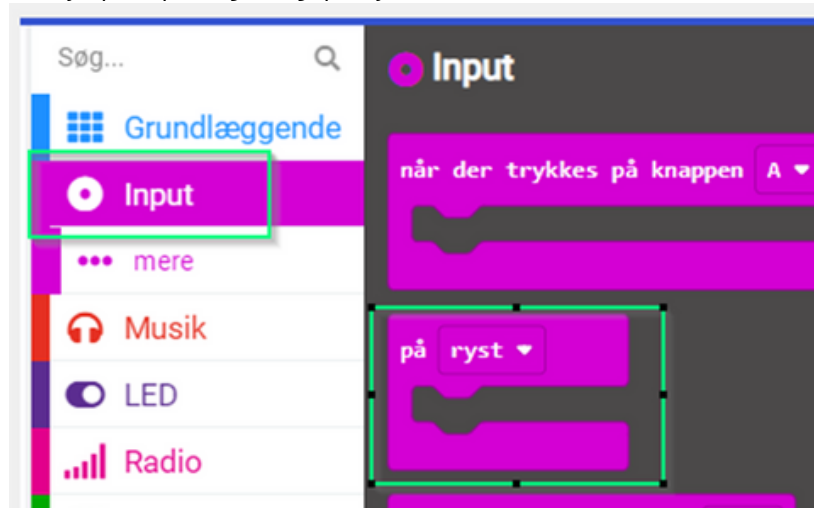 Søg...
Grundlæggende
Input
mere
Musik
LED
Radio
Input
når der trykkes på knappen A
på ryst